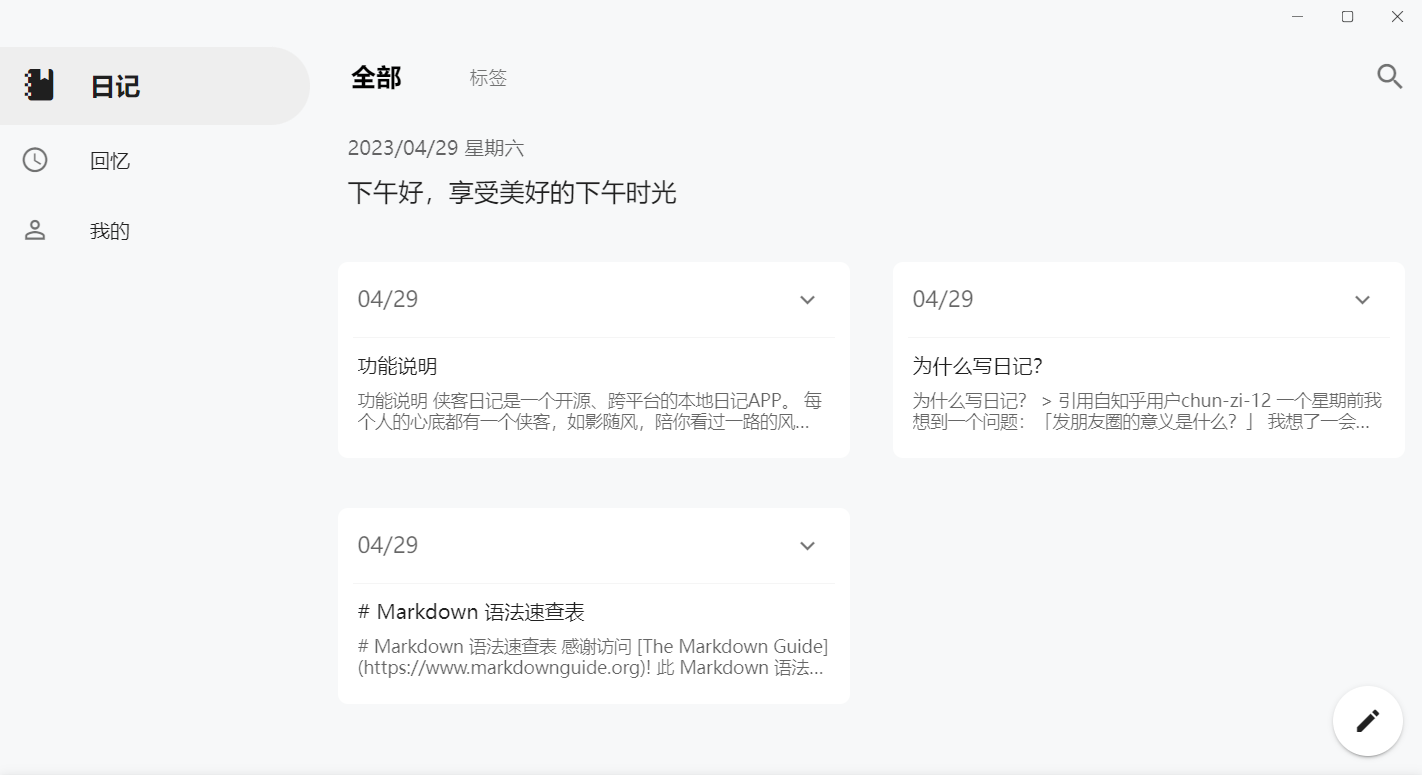 日记
回忆
我的
全部
标签
2023/04/29 星期六
下午好，享受美好的下午时光
04/29
功能说明
功能说明 侠客日记是一个开源、跨平台的本地日记APP。 每
个人的心底都有一个侠客，如影随风，陪你看过一路的风...
04/29
为什么写日记？
为什么写日记？ > 引用自知乎用户chun-zi-12 一个星期前我
想到一个问题：「发朋友圈的意义是什么？」 我想了一会...
04/29
# Markdown 语法速查表
# Markdown 语法速查表 感谢访问 [The Markdown Guide]
(https://www.markdownguide.org)! 此 Markdown 语法...